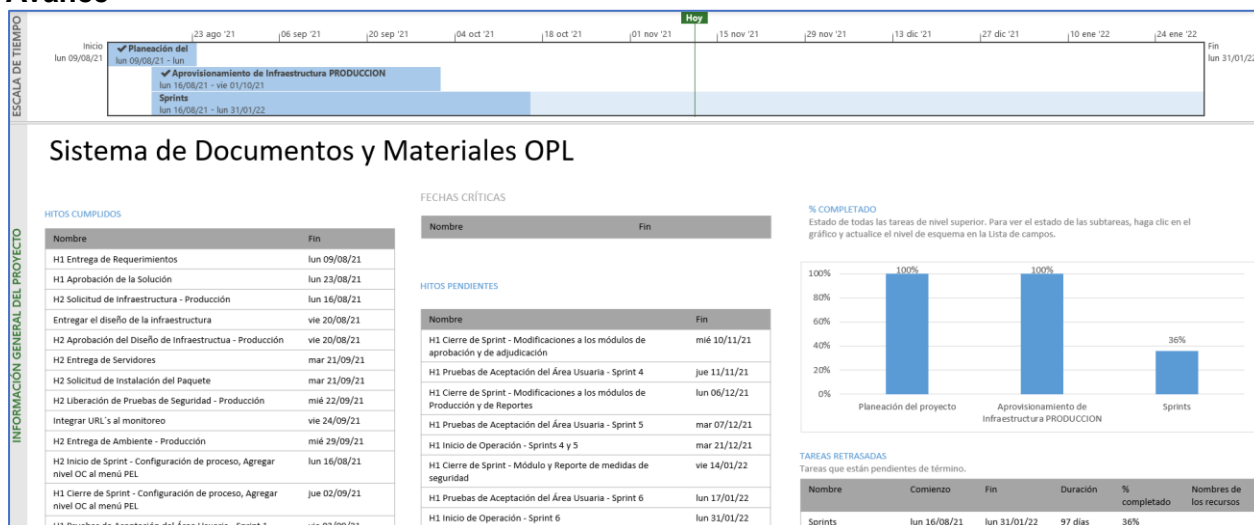 Avance
ESCALA DE TIEMPO
Hoy
23 ago '21
06 sep '21
20 sep '21
04 oct '21
18 oct '21
01 nov '21
15 nov '21
29 nov '21
13 dic '21
27 dic '21
10 ene '22
24 ene '22
Inicio
lun 09/08/21
✔ Planeación del
lun 09/08/21 - lun
✔ Aprovisionamiento de Infraestructura PRODUCCION
lun 16/08/21 - vie 01/10/21
Sprints
lun 16/08/21 - lun 31/01/22
Fin
lun 31/01/22
Sistema de Documentos y Materiales OPL
INFORMACIÓN GENERAL DEL PROYECTO
HITOS CUMPLIDOS
Nombre Fin
H1 Entrega de Requerimientos lun 09/08/21
H1 Aprobación de la Solución lun 23/08/21
H2 Solicitud de Infraestructura - Producción lun 16/08/21
Entregar el diseño de la infraestructura vie 20/08/21
H2 Aprobación del Diseño de Infraestructua - Producción vie 20/08/21
H2 Entrega de Servidores mar 21/09/21
H2 Solicitud de Instalación del Paquete mar 21/09/21
H2 Liberación de Pruebas de Seguridad - Producción mié 22/09/21
Integrar URL´s al monitoreo vie 24/09/21
H2 Entrega de Ambiente - Producción mié 29/09/21
H2 Inicio de Sprint - Configuración de proceso, Agregar lun 16/08/21
nivel OC al menú PEL
H1 Cierre de Sprint - Configuración de proceso, Agregar jue 02/09/21
nivel OC al menú PEL
FECHAS CRÍTICAS
Nombre Fin
HITOS PENDIENTES
Nombre Fin
H1 Cierre de Sprint - Modificaciones a los módulos de mié 10/11/21
aprobación y de adjudicación
H1 Pruebas de Aceptación del Área Usuaria - Sprint 4 jue 11/11/21
H1 Cierre de Sprint - Modificaciones a los módulos de lun 06/12/21
Producción y de Reportes
H1 Pruebas de Aceptación del Área Usuaria - Sprint 5 mar 07/12/21
H1 Inicio de Operación - Sprints 4 y 5 mar 21/12/21
H1 Cierre de Sprint - Módulo y Reporte de medidas de vie 14/01/22
seguridad
H1 Pruebas de Aceptación del Área Usuaria - Sprint 6 lun 17/01/22
H1 Inicio de Operación - Sprint 6 lun 31/01/22
% COMPLETADO
Estado de todas las tareas de nivel superior. Para ver el estado de las subtareas, haga clic en el
gráfico y actualice el nivel de esquema en la Lista de campos.
100%
80%
60%
40%
20%
0%
100%
100%
36%
Planeación del proyecto
Aprovisionamiento de
Infraestructura PRODUCCION
Sprints
TAREAS RETRASADAS
Tareas que están pendientes de término.
Nombre Comienzo Fin Duración % completado Nombres de los recursos
Sprints lun 16/08/21 lun 31/01/22 97 días 36%